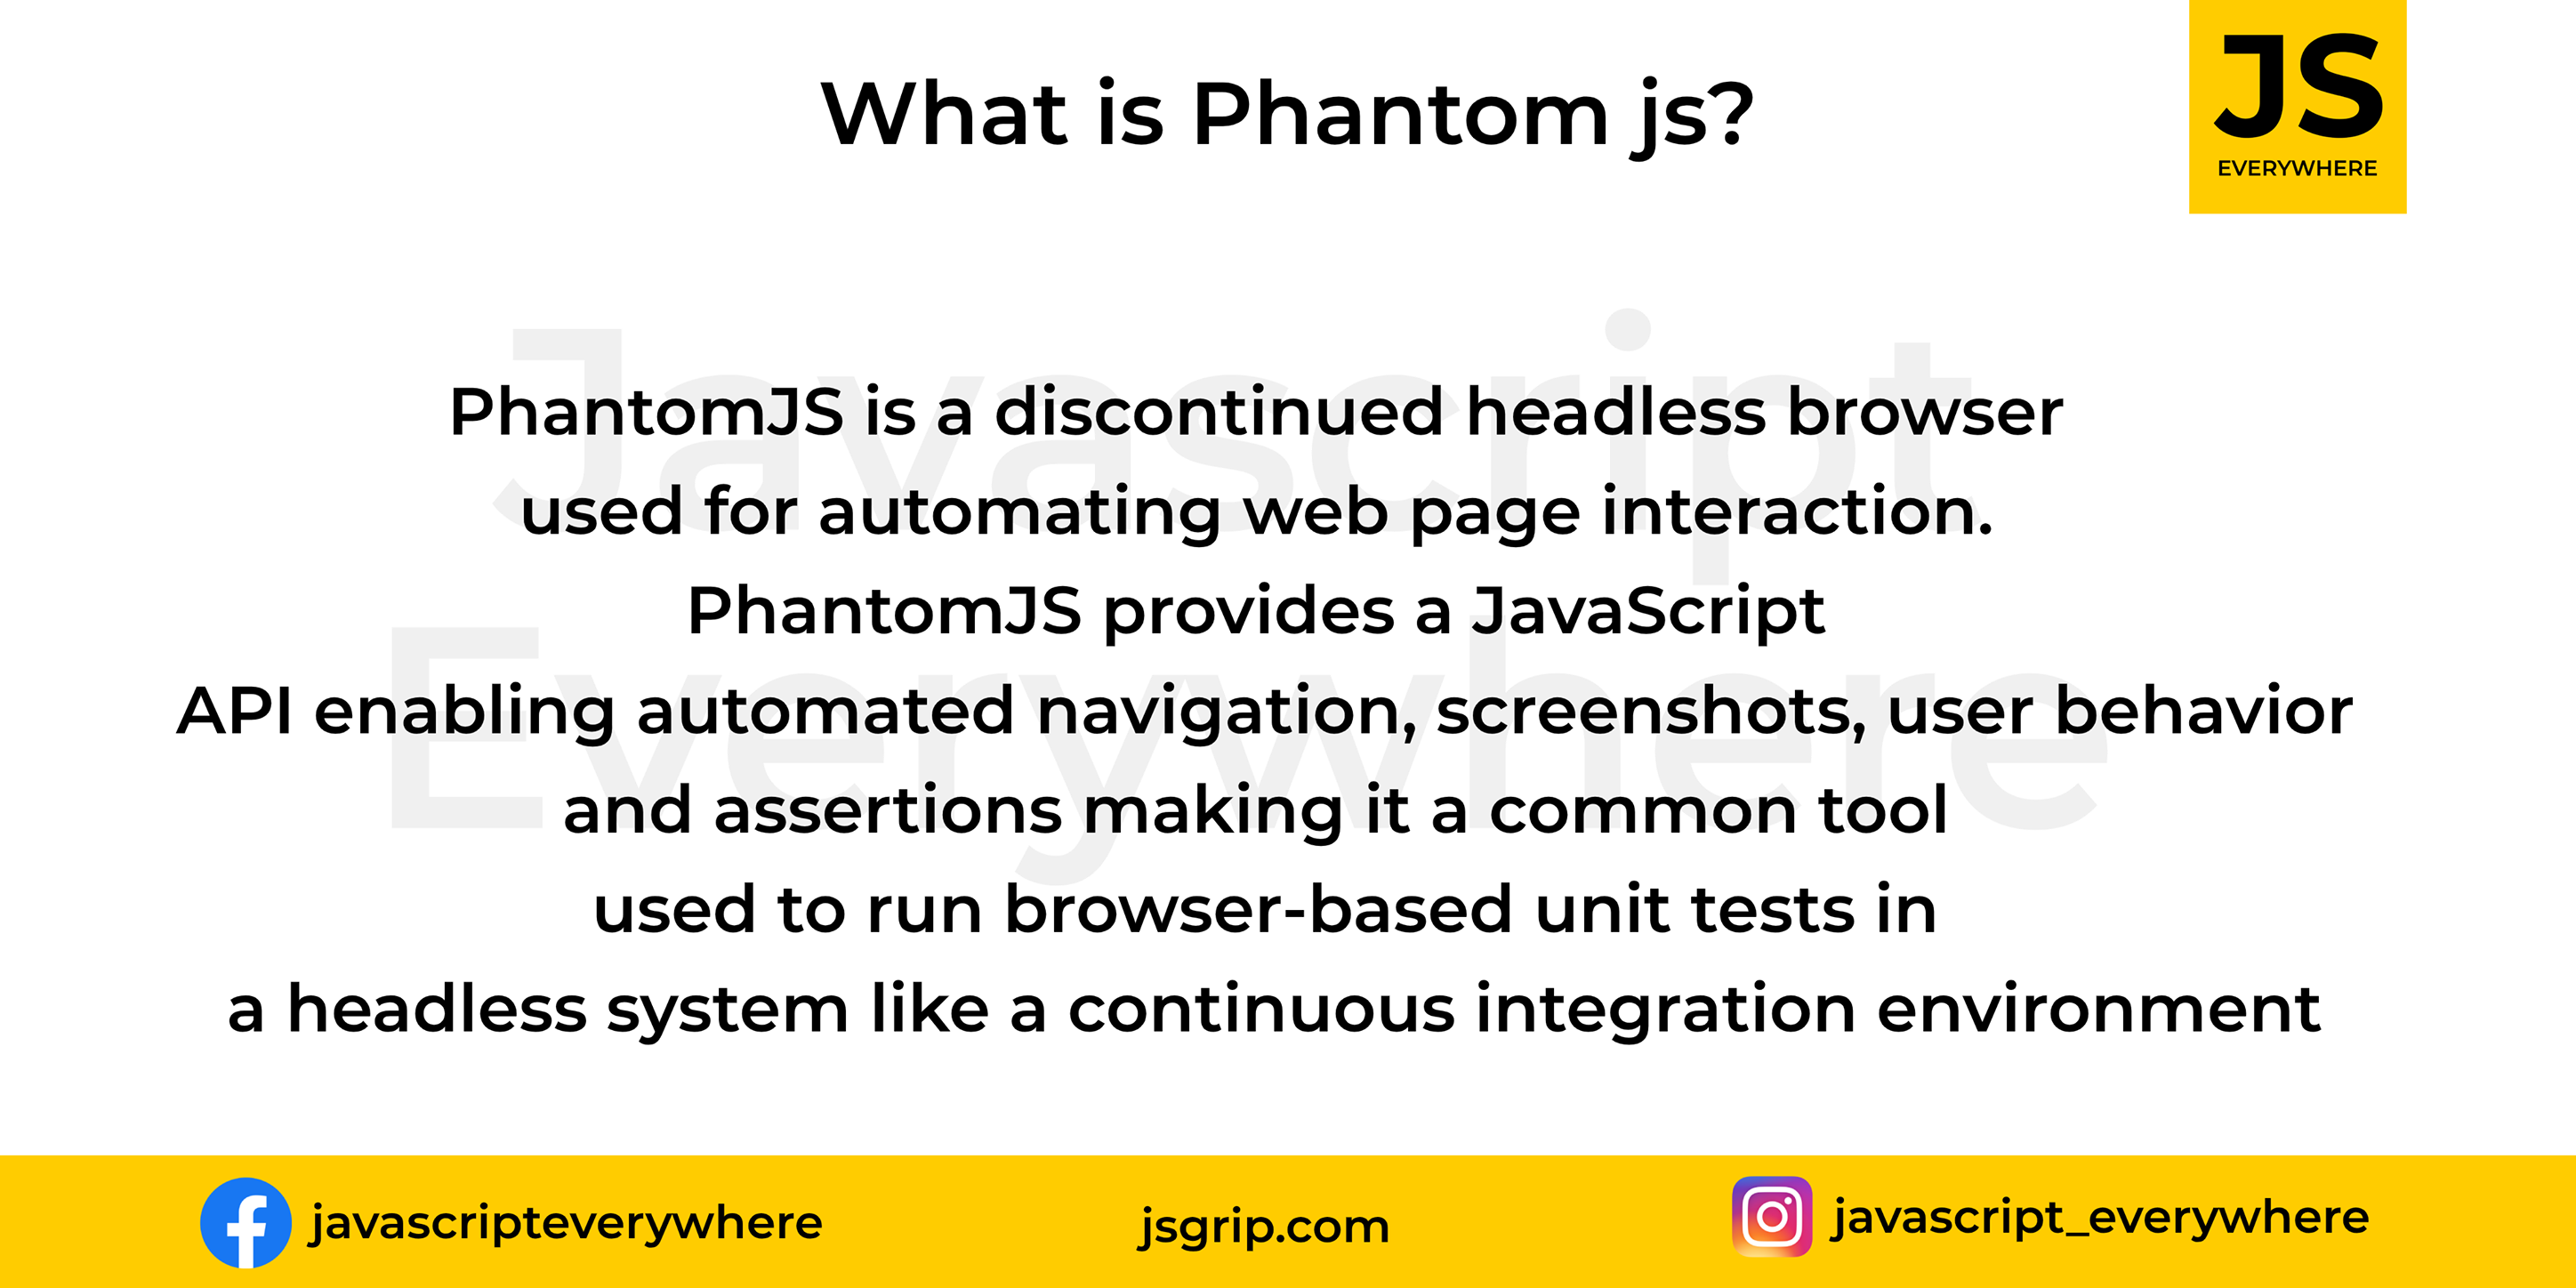 What is Phantom js?
JS
EVERYWHERE
Javascript
Everywhere
PhantomJS is a discontinued headless browser
used for automating web page interaction.
PhantomJS provides a JavaScript
API enabling automated navigation, screenshots, user behavior
and assertions making it a common tool
used to run browser-based unit tests in
a headless system like a continuous integration environment
javascripteverywhere
jsgrip.com
javascript_everywhere